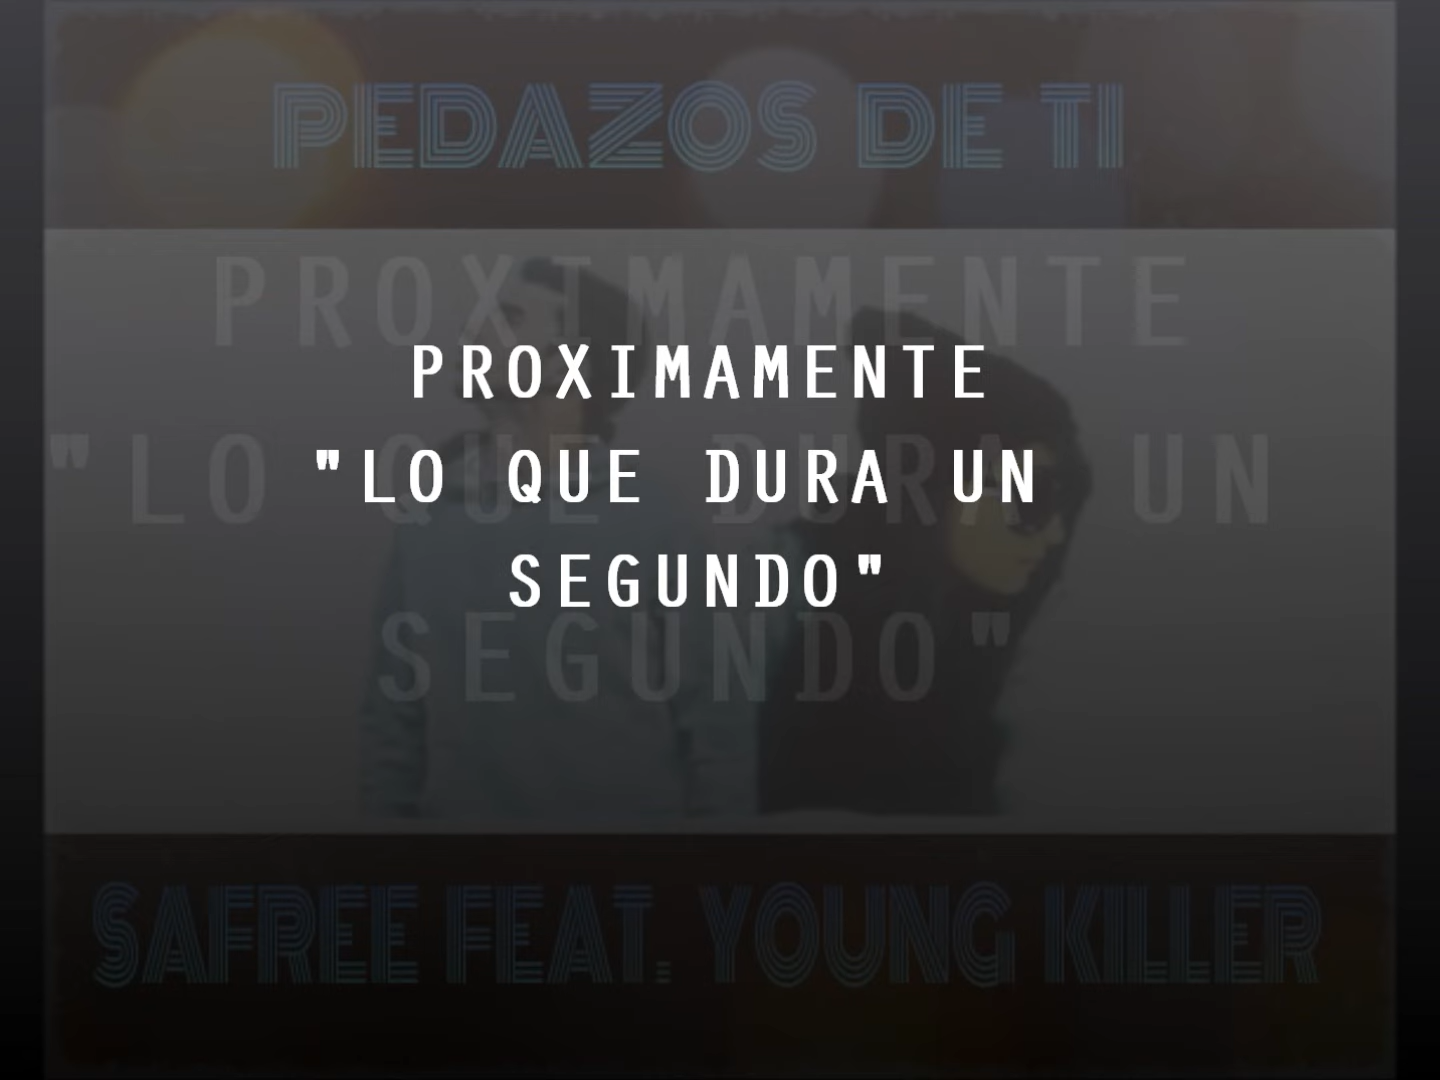 PEDAZOS DE TI
PROXIMAMENTE
"LO QUE DURA UN
SEGUNDO"
PROXIMAMENTE
"LO QUE DURA UN
SEGUNDO"
SAFREE FEAT. YOUNG KILLER